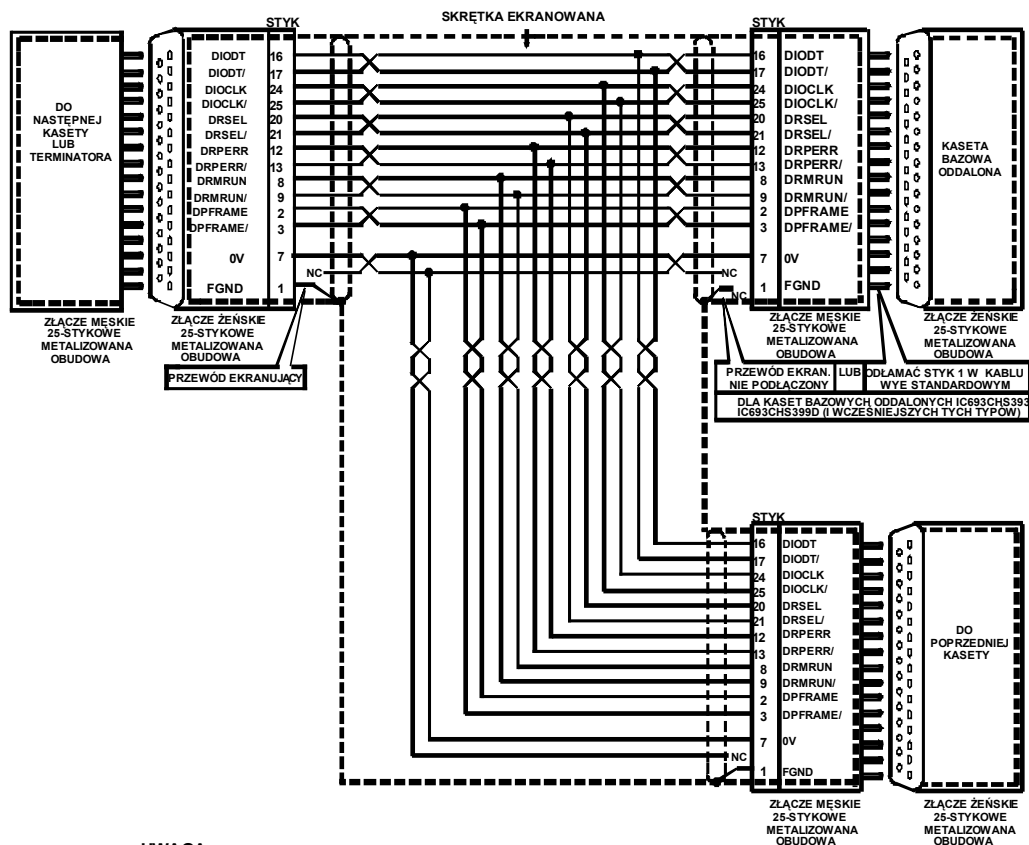 SKRĘTKA EKRANOWANA
DO
NASTĘPNEJ
KASETY
LUB
TERMINATORA
STYK
DIODT 16
DIODT/ 17
DIOCLK 24
DIOCLK/ 25
DRSEL 20
DRSEL/ 21
DRPERR 12
DRPERR/ 13
DRMRUN 8
DRMRUN/ 9
DPFRAME 2
DPFRAME/ 3
0V 7
NC
FGND 1
ZŁĄCZE MĘSKIE
25-STYKOWE
METALIZOWANA
OBUDOWA
ZŁĄCZE ŻEŃSKIE
25-STYKOWE
METALIZOWANA
OBUDOWA
PRZEWÓD EKRANUJĄCY
STYK
16 DIODT
17 DIODT/
24 DIOCLK
25 DIOCLK/
20 DRSEL
20 DRSEL/
12 DRPERR
13 DRPERR/
8 DRMRUN
9 DRMRUN/
2 DPFRAME
3 DPFRAME/
7 0V
NC
1 FGND
NC
KASETA
BAZOWA
ODDALONA
ZŁĄCZE MĘSKIE
25-STYKOWE
METALIZOWANA
OBUDOWA
ZŁĄCZE ŻEŃSKIE
25-STYKOWE
METALIZOWANA
OBUDOWA
PRZEWÓD EKRAN.
NIE PODŁĄCZONY
LUB
ODŁAMAĆ STYK 1 W KABLU
WYE STANDARDOWYM
DLA KASET BAZOWYCH ODDALONYCH IC693CHS393
IC693CHS399D (I WCZEŚNIEJSZYCH TYCH TYPÓW)
STYK
16 DIODT
17 DIODT/
24 DIOCLK
25 DIOCLK/
20 DRSEL
21 DRSEL/
12 DRPERR
13 DRPERR/
8 DRMRUN
9 DRMRUN/
2 DPFRAME
3 DPFRAME/
7 0V
NC
1 FGND
DO
POPRZEDNIEJ
KASETY
ZŁĄCZE MĘSKIE
25-STYKOWE
METALIZOWANA
OBUDOWA
ZŁĄCZE ŻEŃSKIE
25-STYKOWE
METALIZOWANA
OBUDOWA